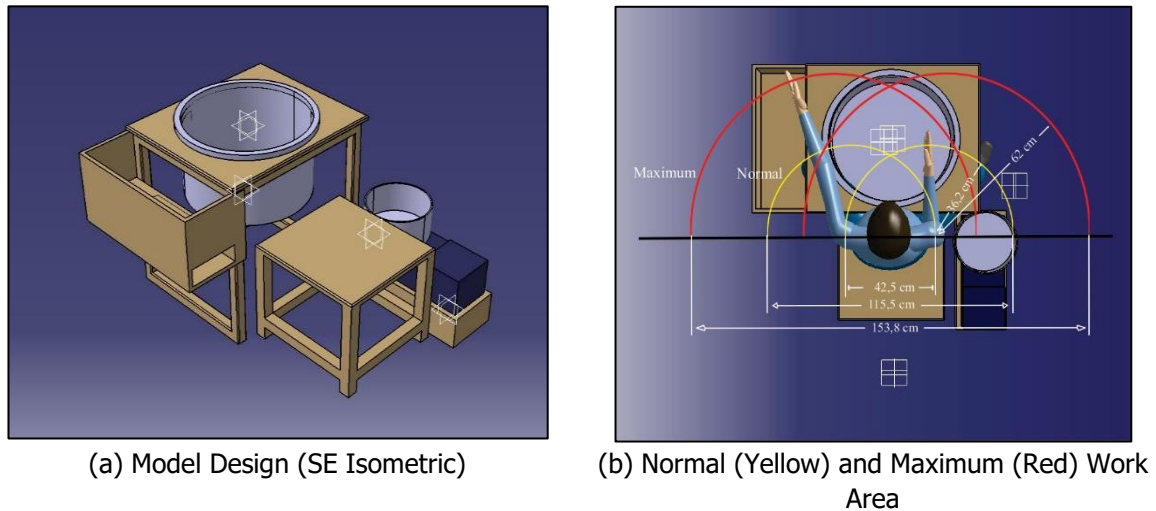 Maximum
Normal
36,2 cm
62 cm
42,5 cm
115,5 cm
153,8 cm
(a) Model Design (SE Isometric)
(b) Normal (Yellow) and Maximum (Red) Work
Area